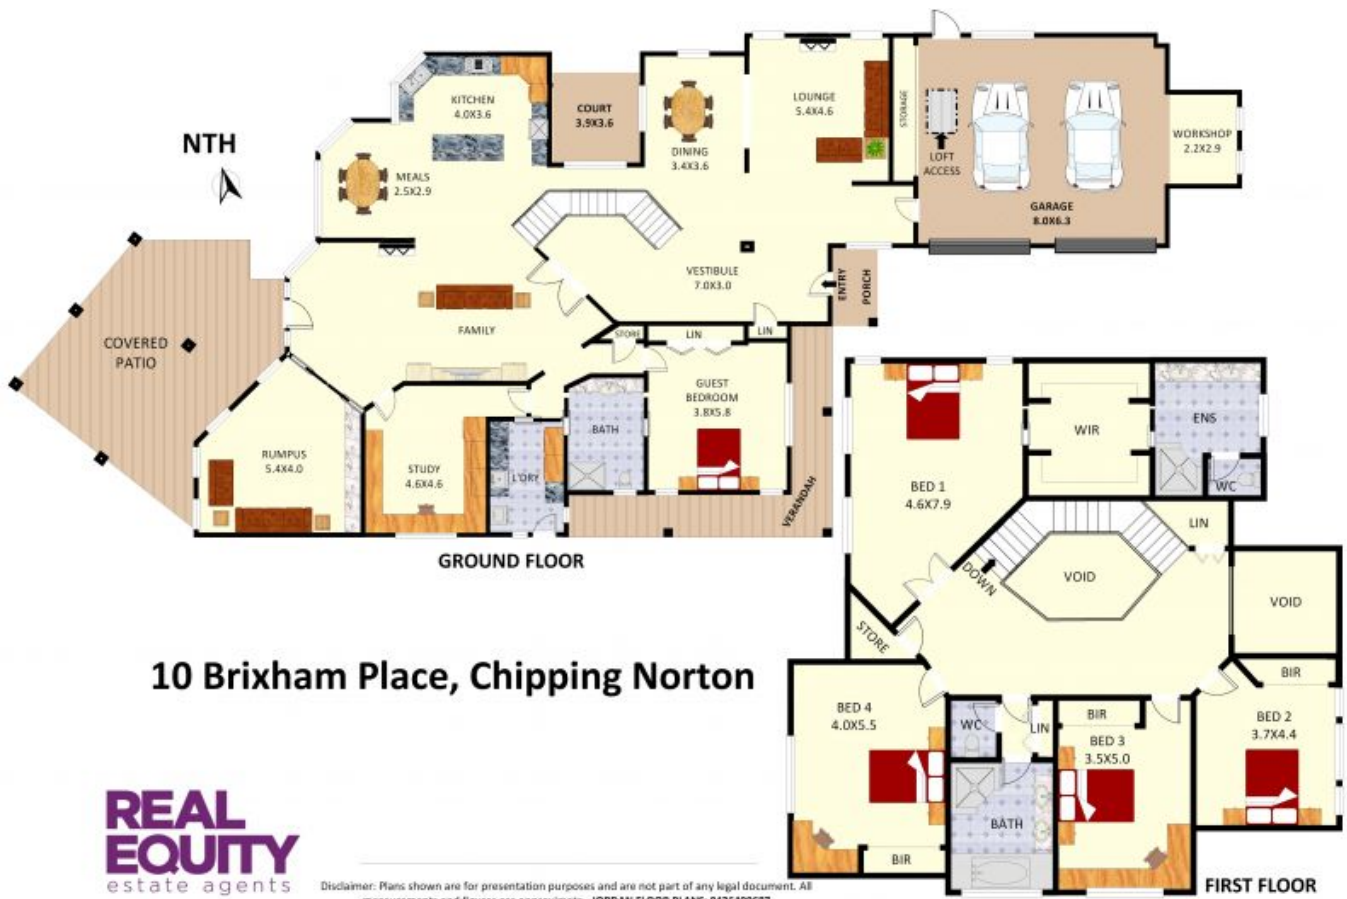 KITCHEN
4.0X3.6
COURT
3.9X3.6
DINING
3.4X3.6
LOUNGE
5.4X4.6
STORAGE
LOFT
ACCESS
GARAGE
8.0X6.3
WORKSHOP
2.2X2.9
NTH
MEALS
2.5X2.9
VESTIBULE
7.0X3.0
ENTRY
PORCH
COVERED
PATIO
FAMILY
STORE
LIN
LIN
GUEST
BEDROOM
3.8X5.8
BATH
RUMPUS
5.4X4.0
STUDY
4.6X4.6
L'DRY
VERANDAH
GROUND FLOOR
BED 1
4.6X7.9
WIR
ENS
WC
LIN
DOWN
VOID
VOID
STORE
BED 4
4.0X5.5
WC
LIN
BIR
BED 3
3.5X5.0
BIR
BED 2
3.7X4.4
BATH
BIR
FIRST FLOOR
10 Brixham Place, Chipping Norton
REAL
EQUITY
estate agents
Disclaimer: Plans shown are for presentation purposes and are not part of any legal document. All